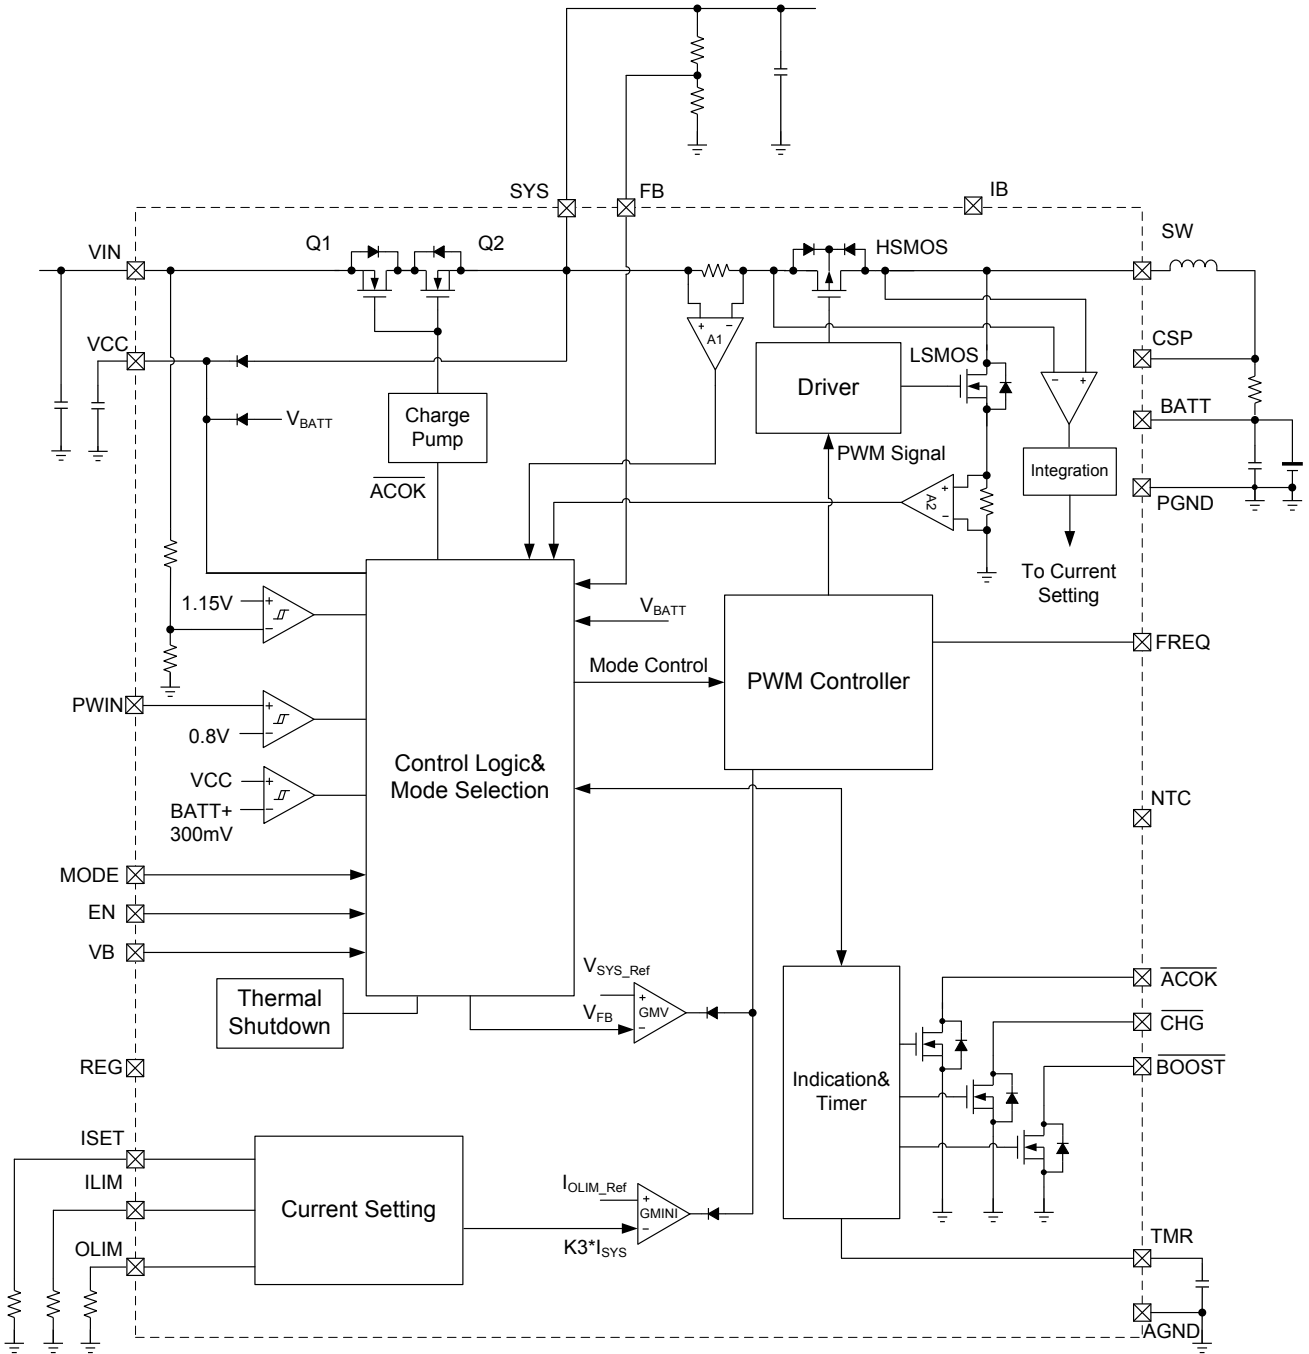 SYS
FB
IB
VIN
Q1
Q2
HSMOS
SW
VCC
+
−
A1
LSMOS
CSP
Driver
−
+
V_BATT
Charge
Pump
BATT
PWM Signal
Integration
ACOK
+
−
A2
PGND
To Current
Setting
1.15V
+
−
V_BATT
FREQ
Mode Control
PWM Controller
PWIN
+
0.8V
−
Control Logic&
Mode Selection
VCC
+
BATT+
300mV
−
NTC
MODE
EN
VB
V_SYS_Ref
+
GMV
V_FB
−
ACOK
Thermal
Shutdown
CHG
REG
BOOST
Indication&
Timer
ISET
ILIM
I_OLIM_Ref
+
GMINI
−
Current Setting
K3*I_SYS
OLIM
TMR
AGND